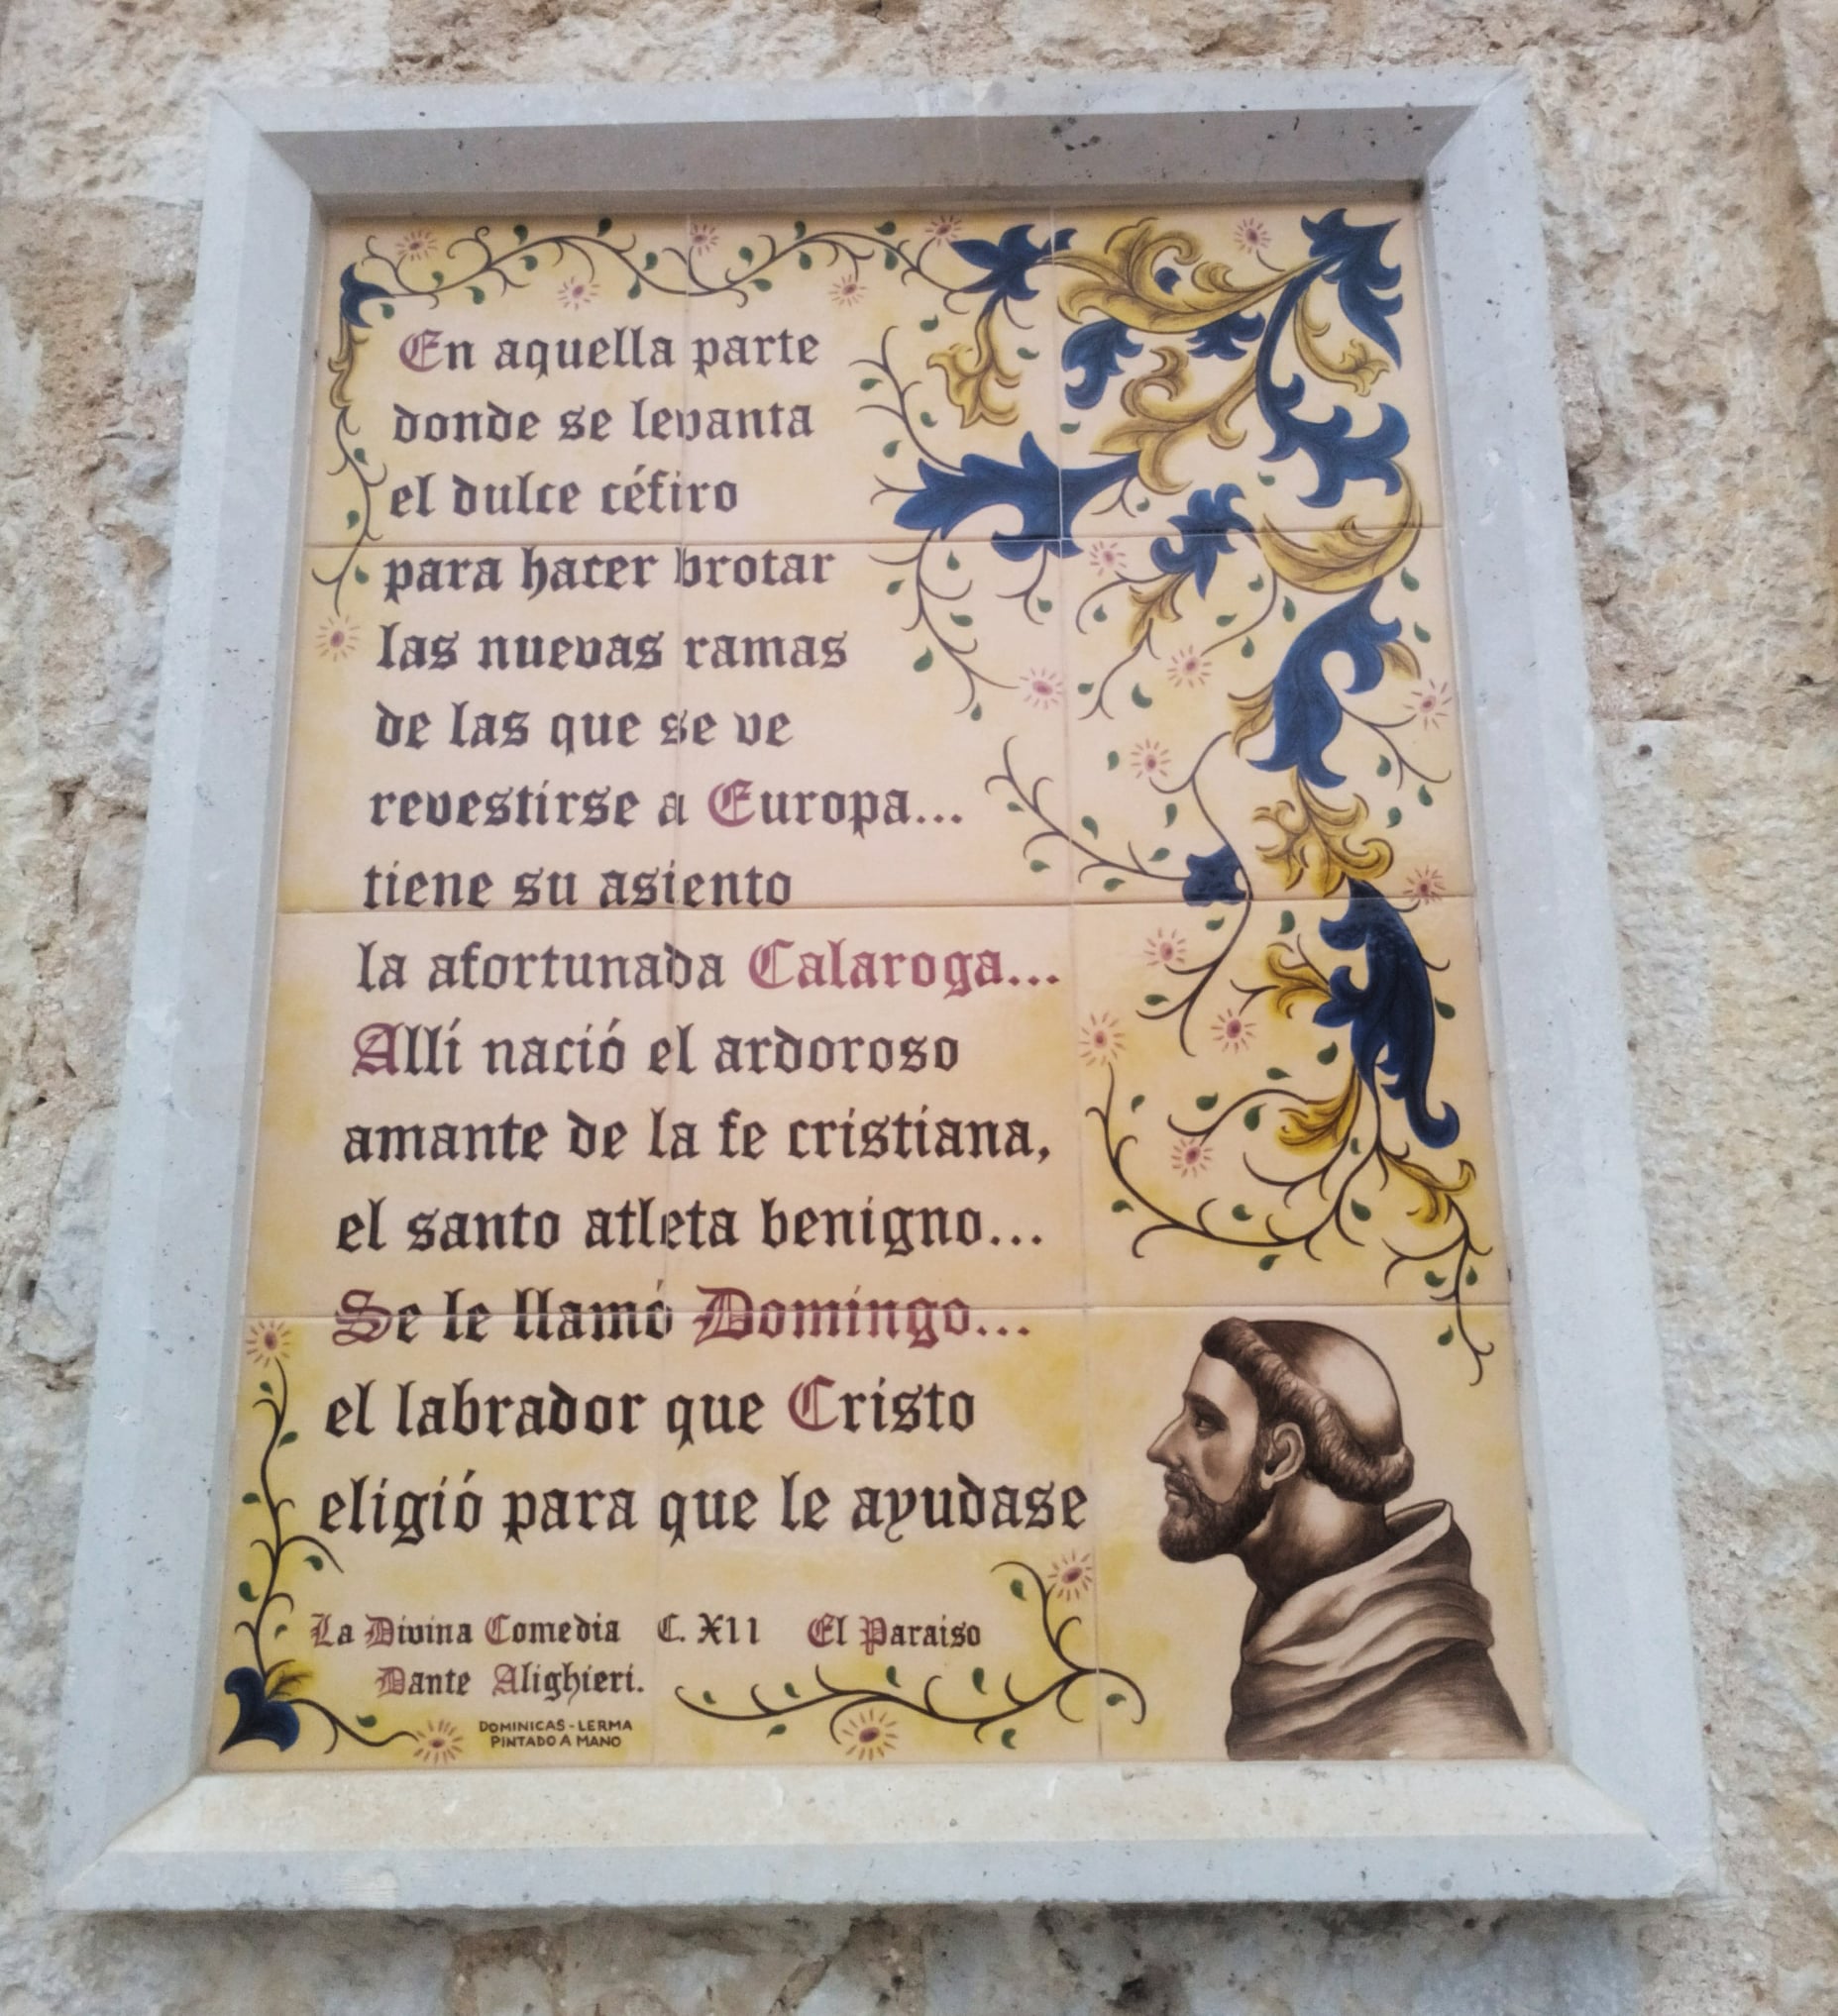 En aquella parte
donde se levanta
el dulce céfiro
para hacer brotar
las nuevas ramas
de las que se ve
revestirse a Europa...
tiene su asiento
la afortunada Calaroga...
Allí nació el ardoroso
amante de la fe cristiana,
el santo atleta benigno...
Se le llamó Domingo...
el labrador que Cristo
eligió para que le ayudase
La Divina Comedia C. XII El Paraiso
Dante Alighieri.
DOMINICAS-LERMA
PINTADO A MANO